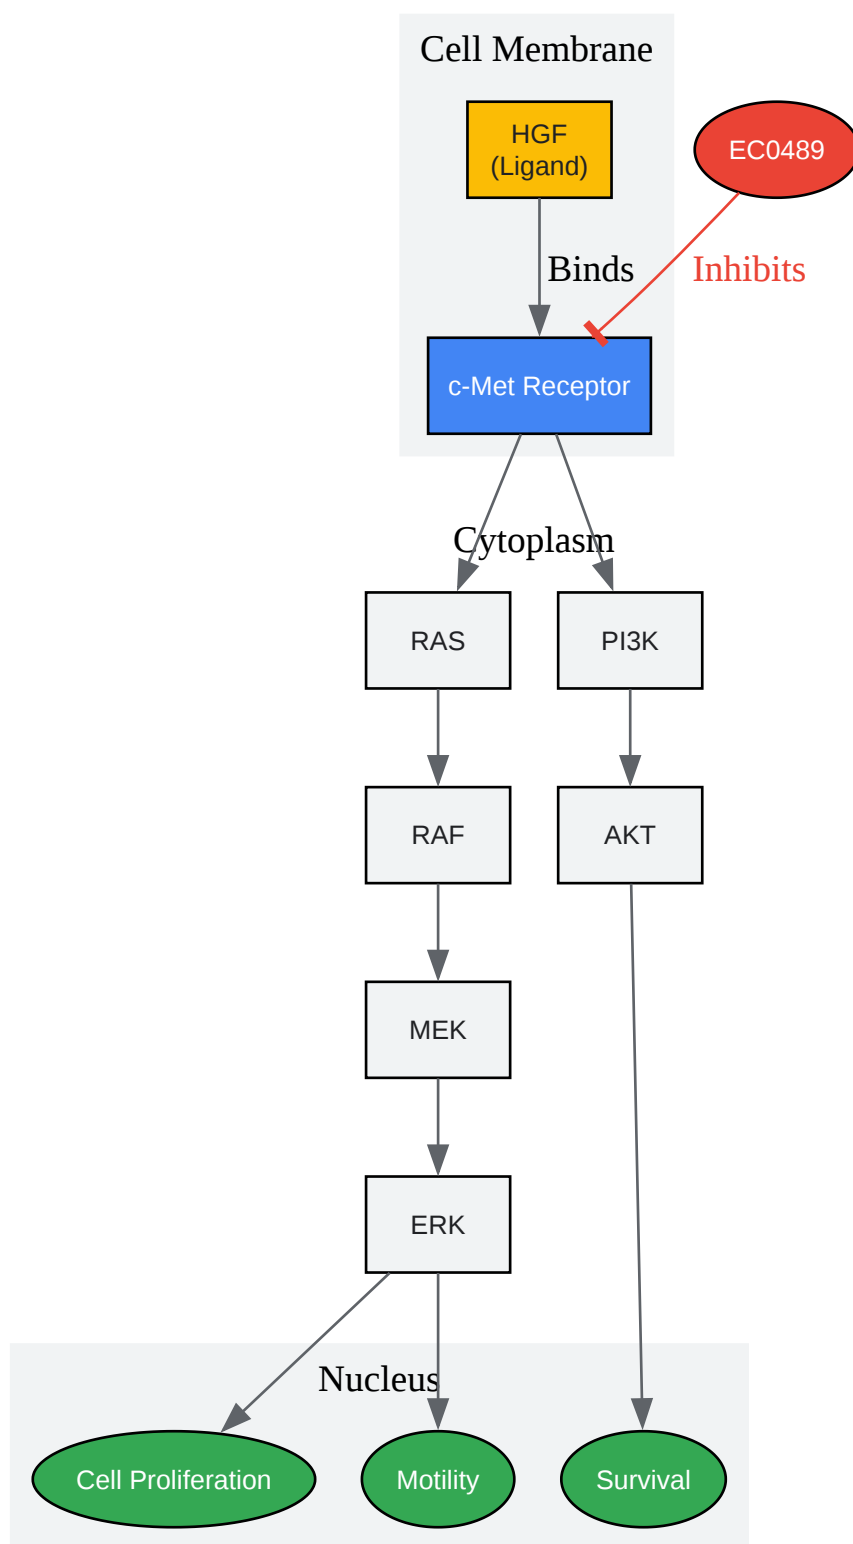 Cell Membrane
HGF
(Ligand)
EC0489
Binds
Inhibits
c-Met Receptor
Cytoplasm
RAS
PI3K
RAF
AKT
MEK
ERK
Nucleus
Cell Proliferation
Motility
Survival